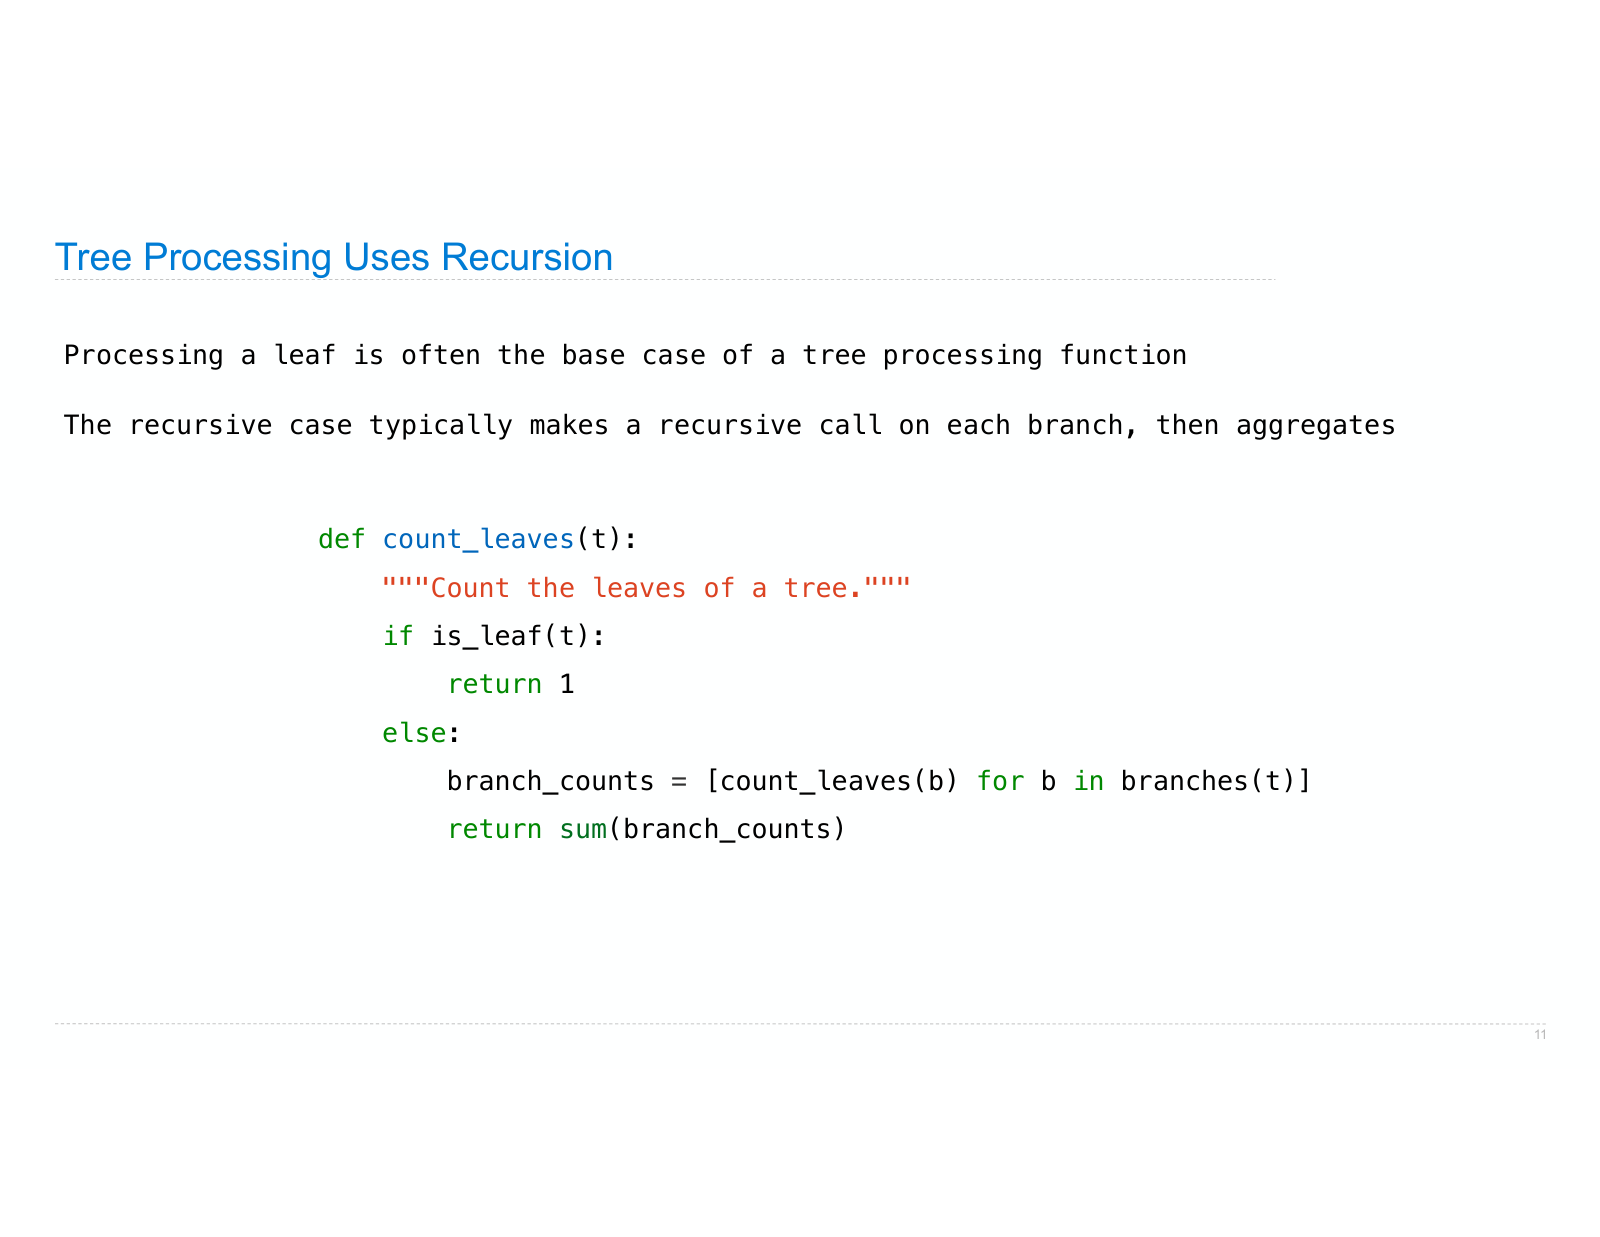 Tree Processing Uses Recursion
Processing a leaf is often the base case of a tree processing function
The recursive case typically makes a recursive call on each branch, then aggregates
def count_leaves(t):
    """Count the leaves of a tree."""
    if is_leaf(t):
        return 1
    else:
        branch_counts = [count_leaves(b) for b in branches(t)]
        return sum(branch_counts)
11